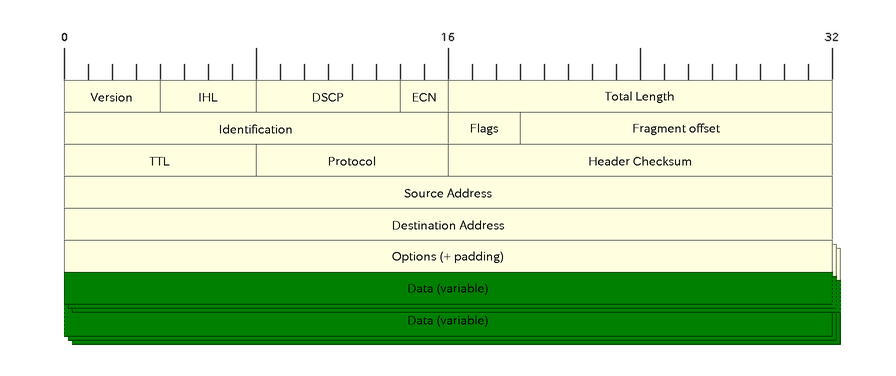 0 16 32
Version IHL DSCP ECN Total Length
Identification Flags Fragment offset
TTL Protocol Header Checksum
Source Address
Destination Address
Options (+ padding)
Data (variable)
Data (variable)